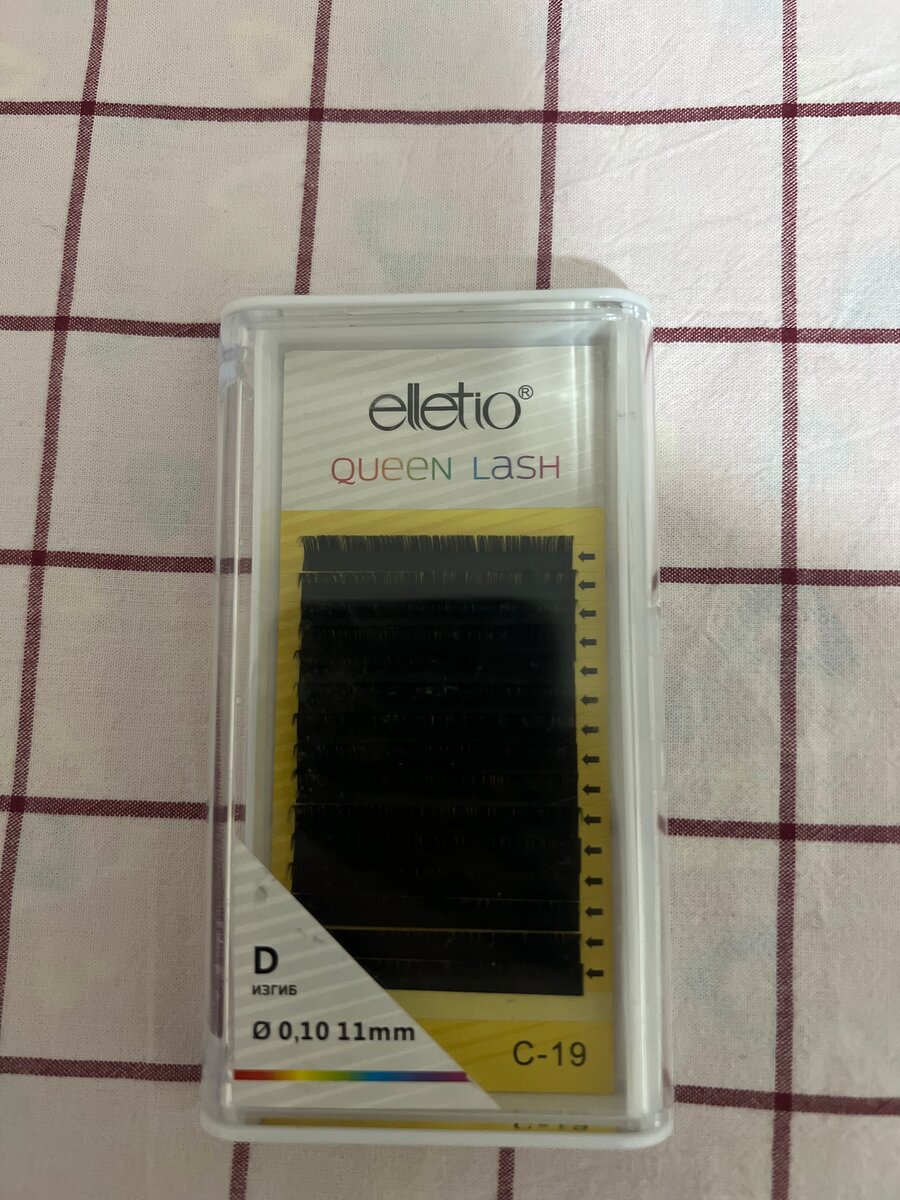 elletio®
QUeeN LaSH
D
изгиб
Ø 0,10 11mm
C-19